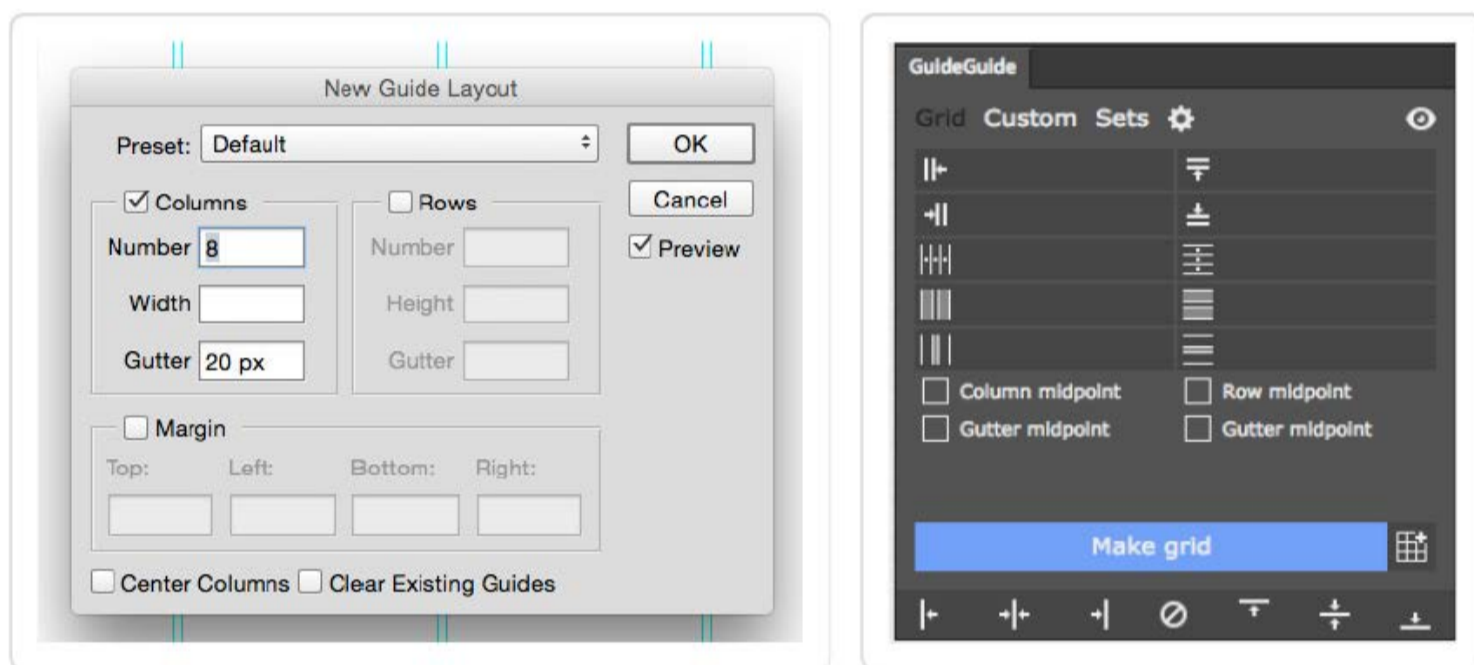 New Guide Layout
Preset: Default
OK
Columns
Rows
Cancel
Number 8
Number
Preview
Width
Height
Gutter 20 px
Gutter
Margin
Top: Left: Bottom: Right:
Center Columns Clear Existing Guides
GuideGuide
Grid Custom Sets
Column midpoint Row midpoint
Gutter midpoint Gutter midpoint
Make grid